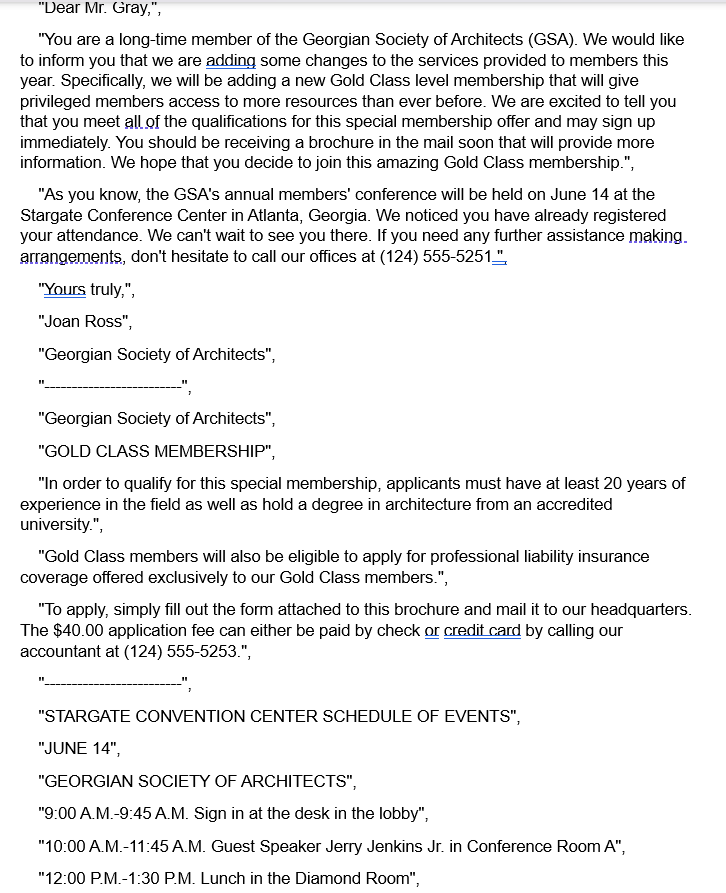 "Dear Mr. Gray,",
"You are a long-time member of the Georgian Society of Architects (GSA). We would like
to inform you that we are adding some changes to the services provided to members this
year. Specifically, we will be adding a new Gold Class level membership that will give
privileged members access to more resources than ever before. We are excited to tell you
that you meet all of the qualifications for this special membership offer and may sign up
immediately. You should be receiving a brochure in the mail soon that will provide more
information. We hope that you decide to join this amazing Gold Class membership.",
"As you know, the GSA's annual members' conference will be held on June 14 at the
Stargate Conference Center in Atlanta, Georgia. We noticed you have already registered
your attendance. We can't wait to see you there. If you need any further assistance making
arrangements, don't hesitate to call our offices at (124) 555-5251.",
"Yours truly,",
"Joan Ross",
"Georgian Society of Architects",
"--------------------------",
"Georgian Society of Architects",
"GOLD CLASS MEMBERSHIP",
"In order to qualify for this special membership, applicants must have at least 20 years of
experience in the field as well as hold a degree in architecture from an accredited
university.",
"Gold Class members will also be eligible to apply for professional liability insurance
coverage offered exclusively to our Gold Class members.",
"To apply, simply fill out the form attached to this brochure and mail it to our headquarters.
The $40.00 application fee can either be paid by check or credit card by calling our
accountant at (124) 555-5253.",
"--------------------------",
"STARGATE CONVENTION CENTER SCHEDULE OF EVENTS",
"JUNE 14",
"GEORGIAN SOCIETY OF ARCHITECTS",
"9:00 A.M.-9:45 A.M. Sign in at the desk in the lobby",
"10:00 A.M.-11:45 A.M. Guest Speaker Jerry Jenkins Jr. in Conference Room A",
"12:00 P.M.-1:30 P.M. Lunch in the Diamond Room",